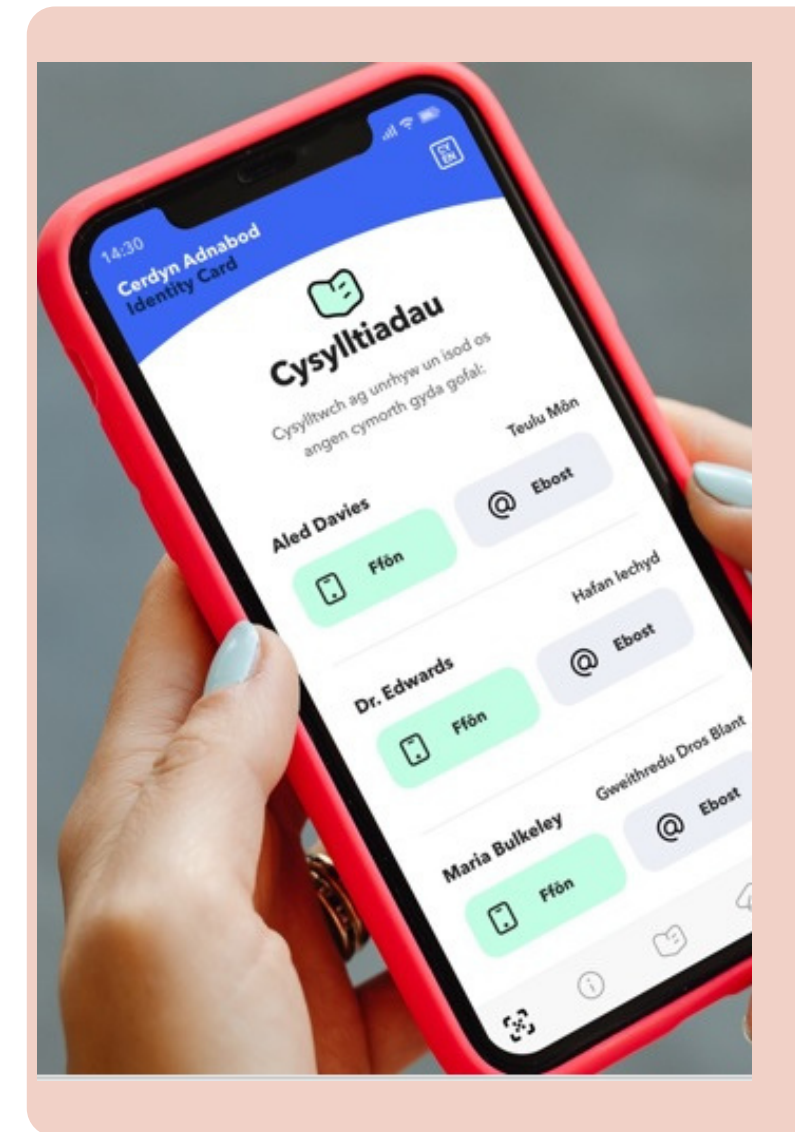 14:30
CY
EN
Cerdyn Adnabod
Identity Card
Cysylltiadau
Cysylltwch ag unrhyw un isod os
angen cymorth gyda gofal:
Aled Davies Teulu Môn
Ffôn @ Ebost
Dr. Edwards Hafan Iechyd
Ffôn @ Ebost
Maria Bulkeley Gweithredu Dros Blant
Ffôn @ Ebost